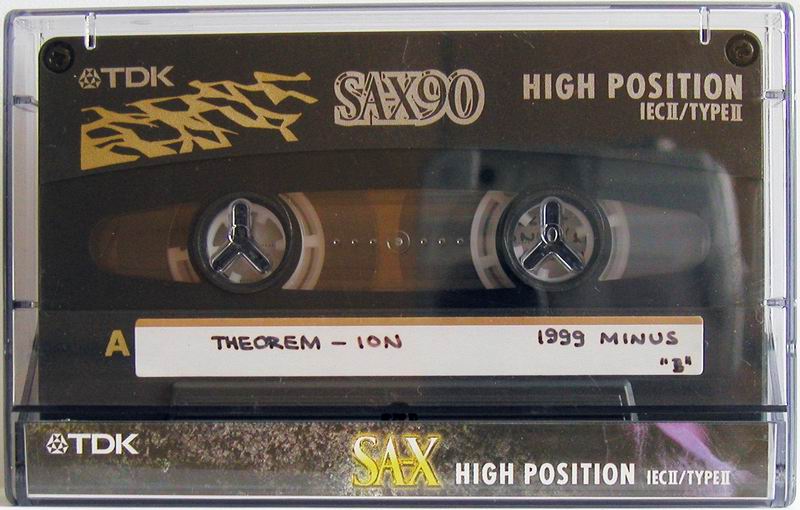 TDK
SA-X90
HIGH POSITION
IECII/TYPEII
A
THEOREM - ION
1999 MINUS
"B"
TDK
SA-X
HIGH POSITION IECII/TYPEII